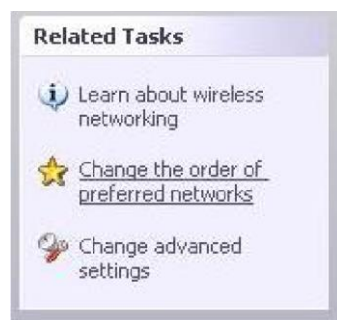 Related Tasks
Learn about wireless
networking
Change the order of
preferred networks
Change advanced
settings